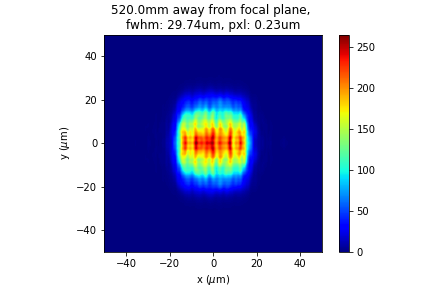 520.0mm away from focal plane,
fwhm: 29.74um, pxl: 0.23um
40
20
0
−20
−40
y (μm)
−40 −20 0 20 40
x (μm)
250
200
150
100
50
0